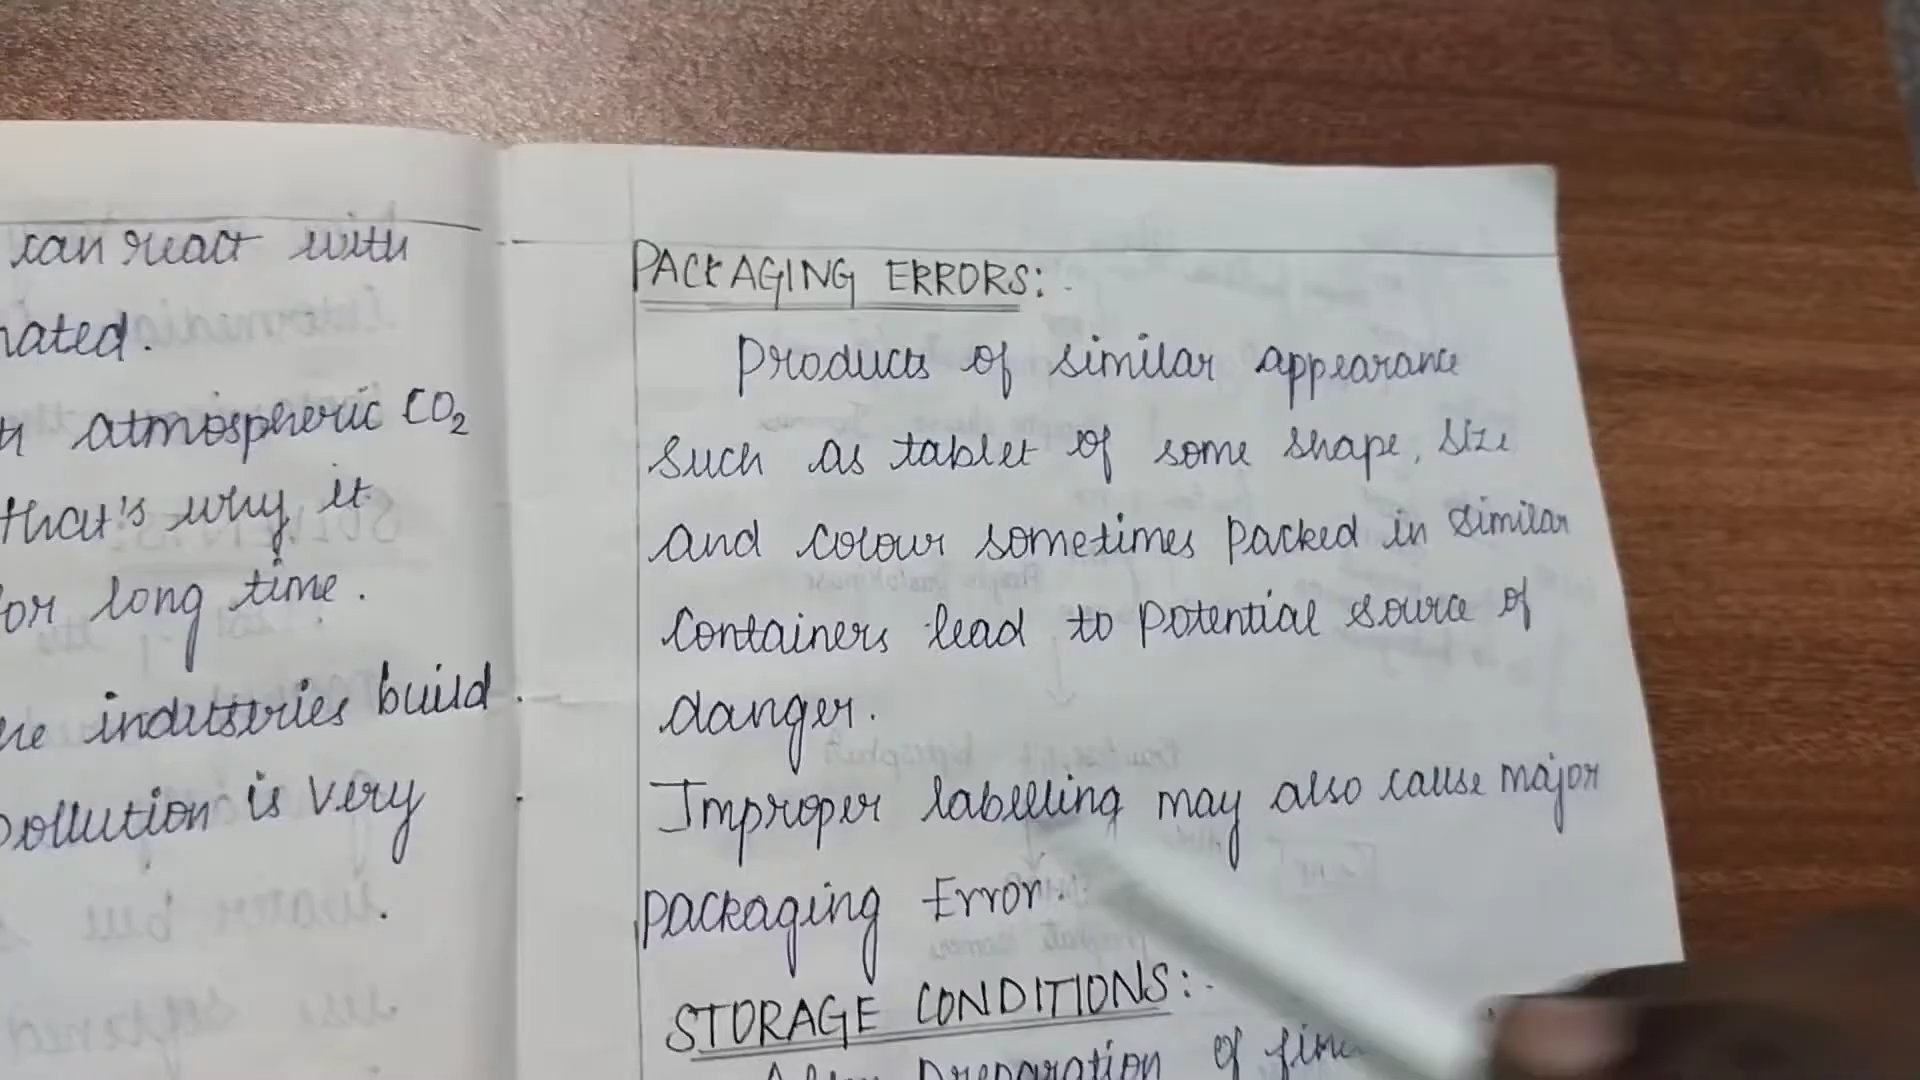 can react with
atmospheric CO₂
that's why it
long time.
industries build.
pollution is very
PACKAGING ERRORS:-
Products of similar appearance
such as tablet of some shape, size
and colour sometimes packed in similar
containers lead to potential source of
danger.
Improper labelling may also cause major
packaging Error.
STORAGE CONDITIONS:-
preparation of